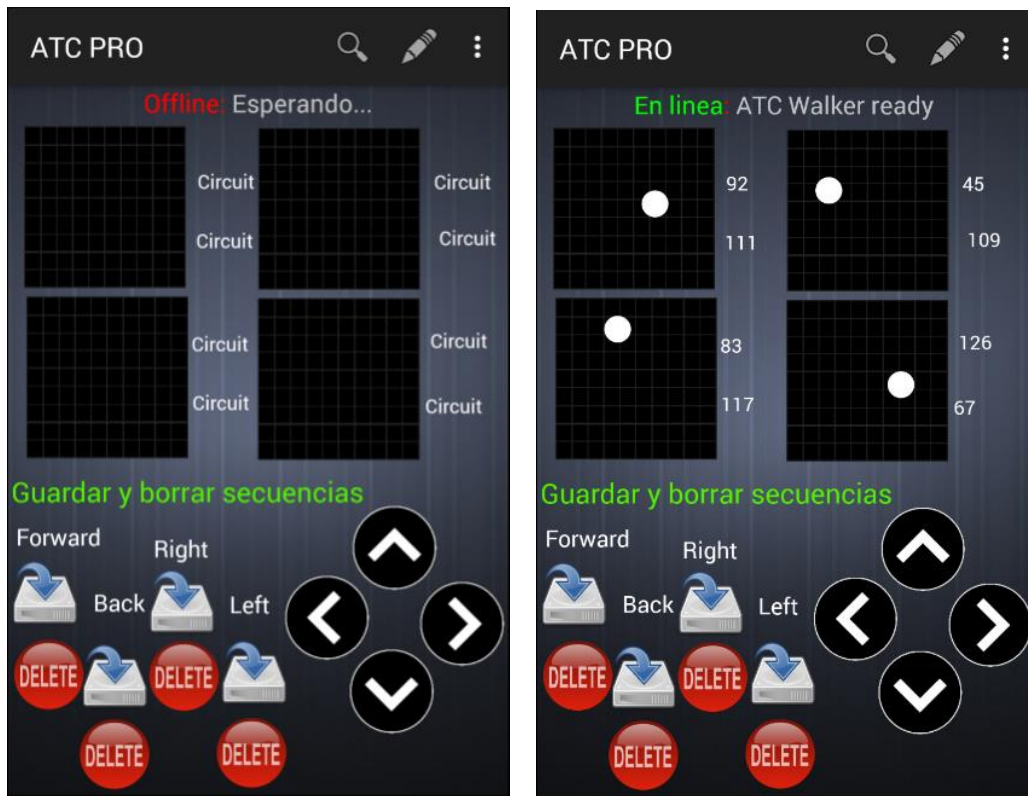 ATC PRO
Offline: Esperando...
Circuit
Circuit
Circuit
Circuit
Circuit
Circuit
Circuit
Circuit
Guardar y borrar secuencias
Forward
Right
Back
Left
DELETE
DELETE
DELETE
DELETE
ATC PRO
En linea: ATC Walker ready
92
45
111
109
83
126
117
67
Guardar y borrar secuencias
Forward
Right
Back
Left
DELETE
DELETE
DELETE
DELETE